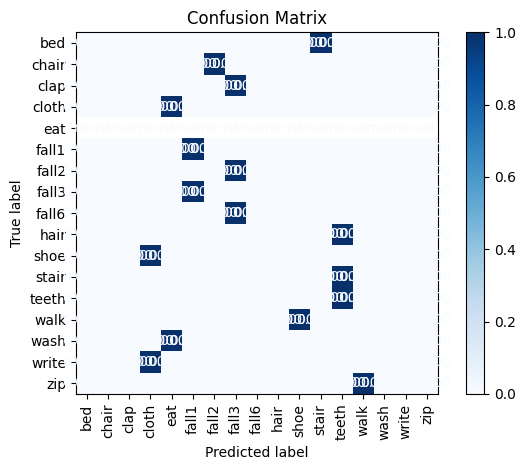 Confusion Matrix
bed
chair
clap
cloth
eat
fall1
fall2
fall3
fall6
hair
shoe
stair
teeth
walk
wash
write
zip
True label
bed chair clap cloth eat fall1 fall2 fall3 fall6 hair shoe stair teeth walk wash write zip
Predicted label
1.0
0.8
0.6
0.4
0.2
0.0